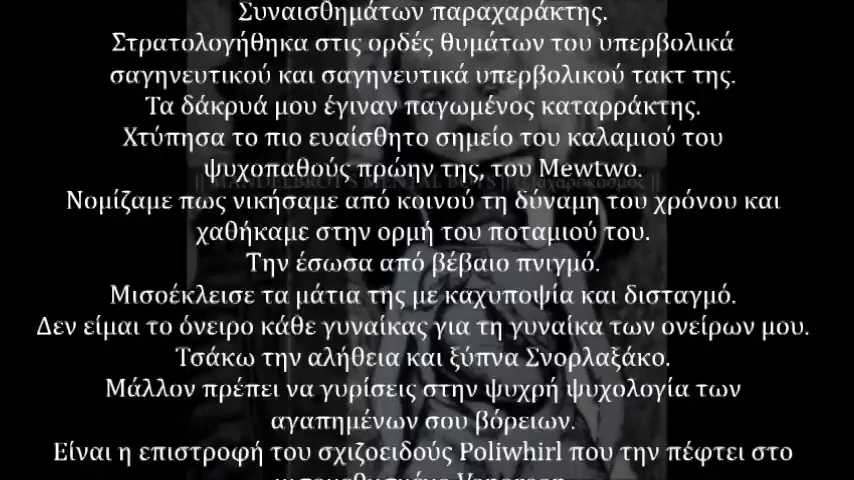 Συναισθημάτων παραχαράκτης.
Στρατολογήθηκα στις ορδές θυμάτων του υπερβολικά
σαγηνευτικού και σαγηνευτικά υπερβολικού τακτ της.
Τα δάκρυά μου έγιναν παγωμένος καταρράκτης.
Χτύπησα το πιο ευαίσθητο σημείο του καλαμιού του
ψυχοπαθούς πρώην της, του Mewtwo.
|| MANDELBROT'S MENTAL BOYS ||
Νομίζαμε πως νικήσαμε από κοινού τη δύναμη του χρόνου και
χαθήκαμε στην ορμή του ποταμιού του.
Την έσωσα από βέβαιο πνιγμό.
Μισοέκλεισε τα μάτια της με καχυποψία και δισταγμό.
Δεν είμαι το όνειρο κάθε γυναίκας για τη γυναίκα των ονείρων μου.
Τσάκω την αλήθεια και ξύπνα Σνορλαξάκο.
Μάλλον πρέπει να γυρίσεις στην ψυχρή ψυχολογία των
αγαπημένων σου βόρειων.
Είναι η επιστροφή του σχιζοειδούς Poliwhirl που την πέφτει στο